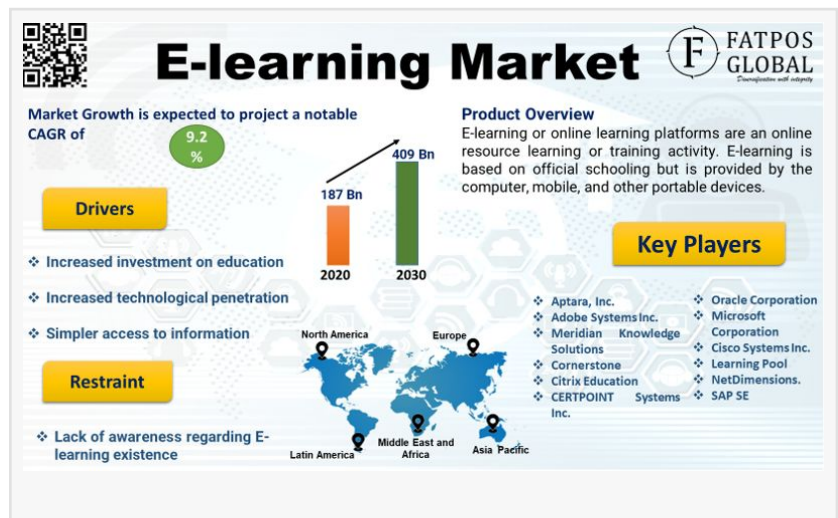 E-learning Market
FATPOS
GLOBAL
Diversification with integrity
Market Growth is expected to project a notable
CAGR of
9.2
%
187 Bn
409 Bn
2020
2030
Product Overview
E-learning or online learning platforms are an online
resource learning or training activity. E-learning is
based on official schooling but is provided by the
computer, mobile, and other portable devices.
Drivers
❖ Increased investment on education
❖ Increased technological penetration
❖ Simpler access to information
Restraint
❖ Lack of awareness regarding E-
learning existence
North America
Europe
Latin America
Middle East and
Africa
Asia Pacific
Key Players
❖ Aptara, Inc.
❖ Adobe Systems Inc.
❖ Meridian Knowledge
Solutions
❖ Cornerstone
❖ Citrix Education
❖ CERTPOINT Systems
Inc.
❖ Oracle Corporation
❖ Microsoft
Corporation
❖ Cisco Systems Inc.
❖ Learning Pool
❖ NetDimensions.
❖ SAP SE